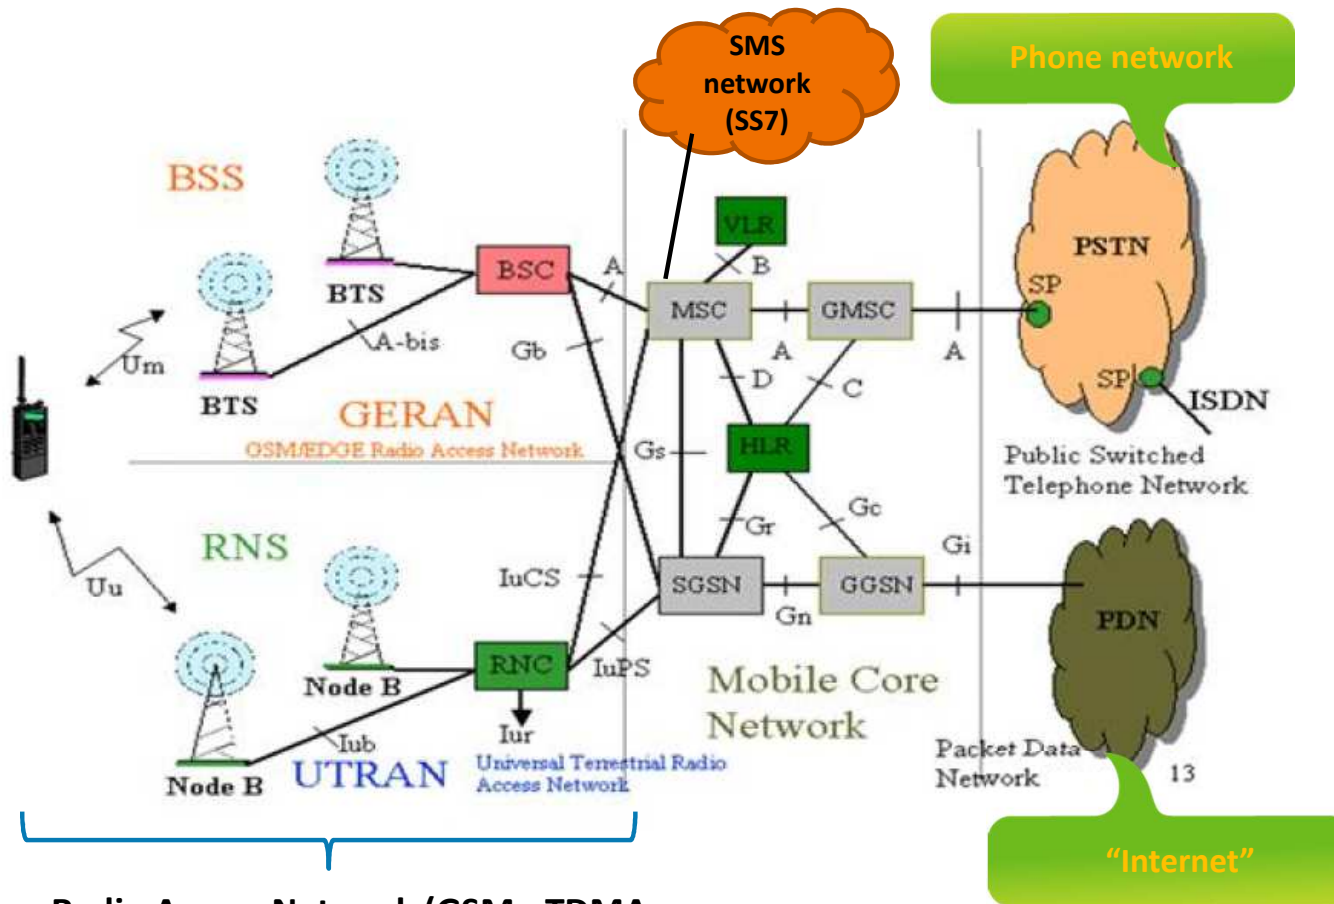 SMS
network
(SS7)
Phone network
BSS
BTS
BTS
Um
A-bis
BSC
A
Gb
GERAN
GSM/EDGE Radio Access Network
VLR
B
MSC
A
GMSC
A
D
C
HLR
Gs
Gr
Gc
PSTN
SP
SP
ISDN
Public Switched
Telephone Network
RNS
Uu
Node B
Node B
Iub
RNC
Iur
IuCS
IuPS
UTRAN
Universal Terrestrial Radio
Access Network
SGSN
Gn
GGSN
Gi
PDN
Mobile Core
Network
Packet Data
Network
13
"Internet"